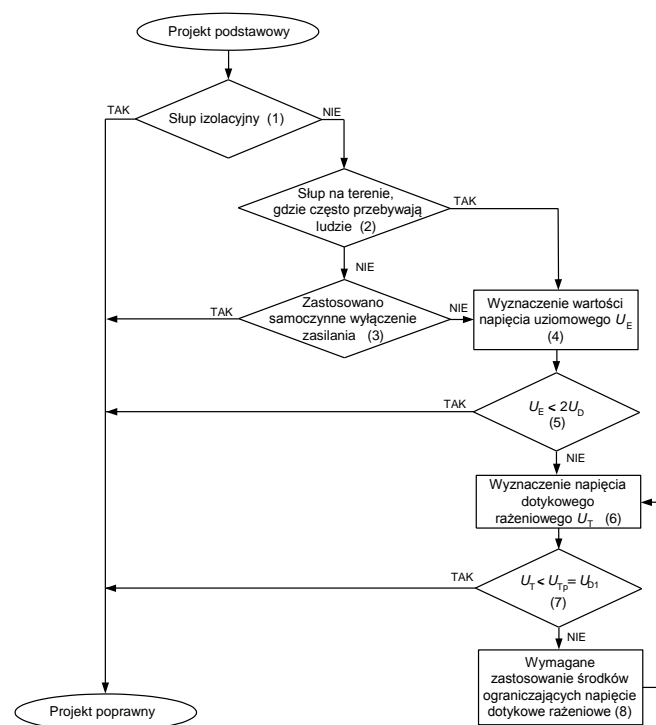 Projekt podstawowy
TAK
Słup izolacyjny (1)
NIE
Słup na terenie,
gdzie często przebywają
ludzie (2)
TAK
NIE
TAK
Zastosowano
samoczynne wyłączenie
zasilania (3)
NIE
Wyznaczenie wartości
napięcia uziomowego U_E
(4)
TAK
U_E < 2U_D
(5)
NIE
Wyznaczenie napięcia
dotykowego
rażeniowego U_T (6)
TAK
U_T < U_Tp = U_D1
(7)
NIE
Wymagane
zastosowanie środków
ograniczających napięcie
dotykowe rażeniowe (8)
Projekt poprawny